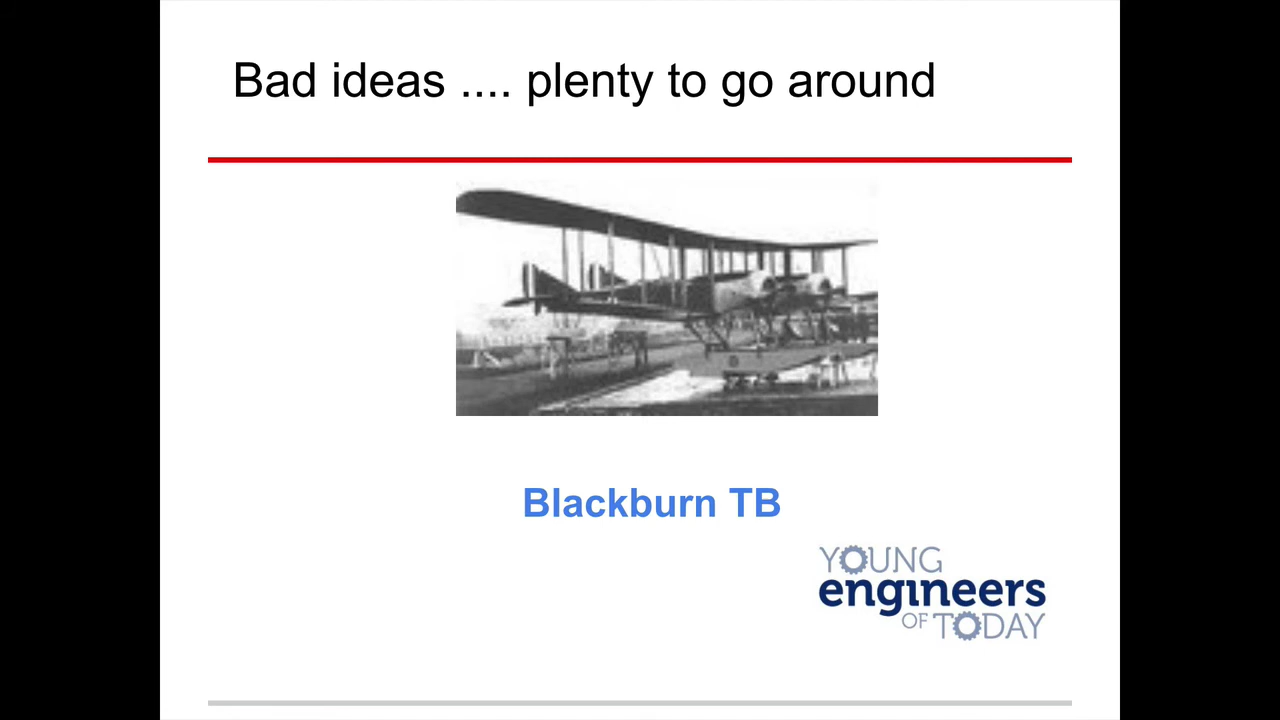 Bad ideas .... plenty to go around
Blackburn TB
YOUNG
engineers
OF TODAY